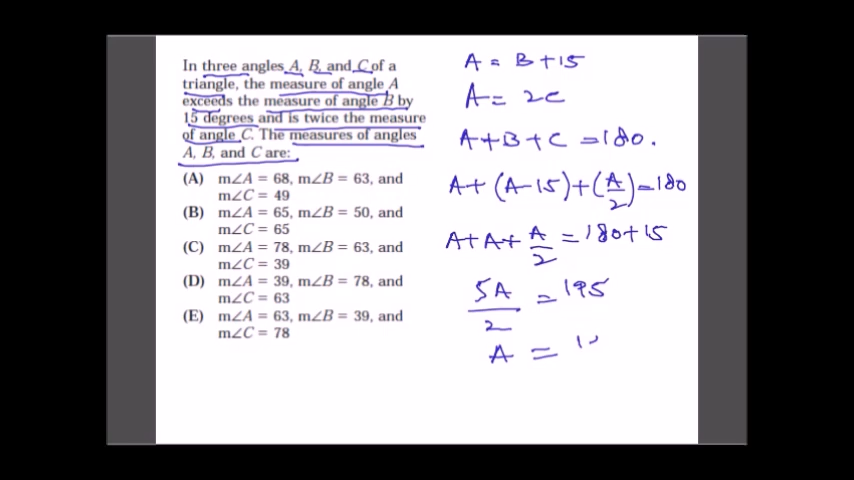 In three angles A, B, and C of a
triangle, the measure of angle A
exceeds the measure of angle B by
15 degrees and is twice the measure
of angle C. The measures of angles
A, B, and C are:
(A) m∠A = 68, m∠B = 63, and
m∠C = 49
(B) m∠A = 65, m∠B = 50, and
m∠C = 65
(C) m∠A = 78, m∠B = 63, and
m∠C = 39
(D) m∠A = 39, m∠B = 78, and
m∠C = 63
(E) m∠A = 63, m∠B = 39, and
m∠C = 78
A = B+15
A = 2C
A+B+C = 180.
A+(A-15)+(A/2)=180
A+A+A/2 = 180+15
5A/2 = 195
A = 1